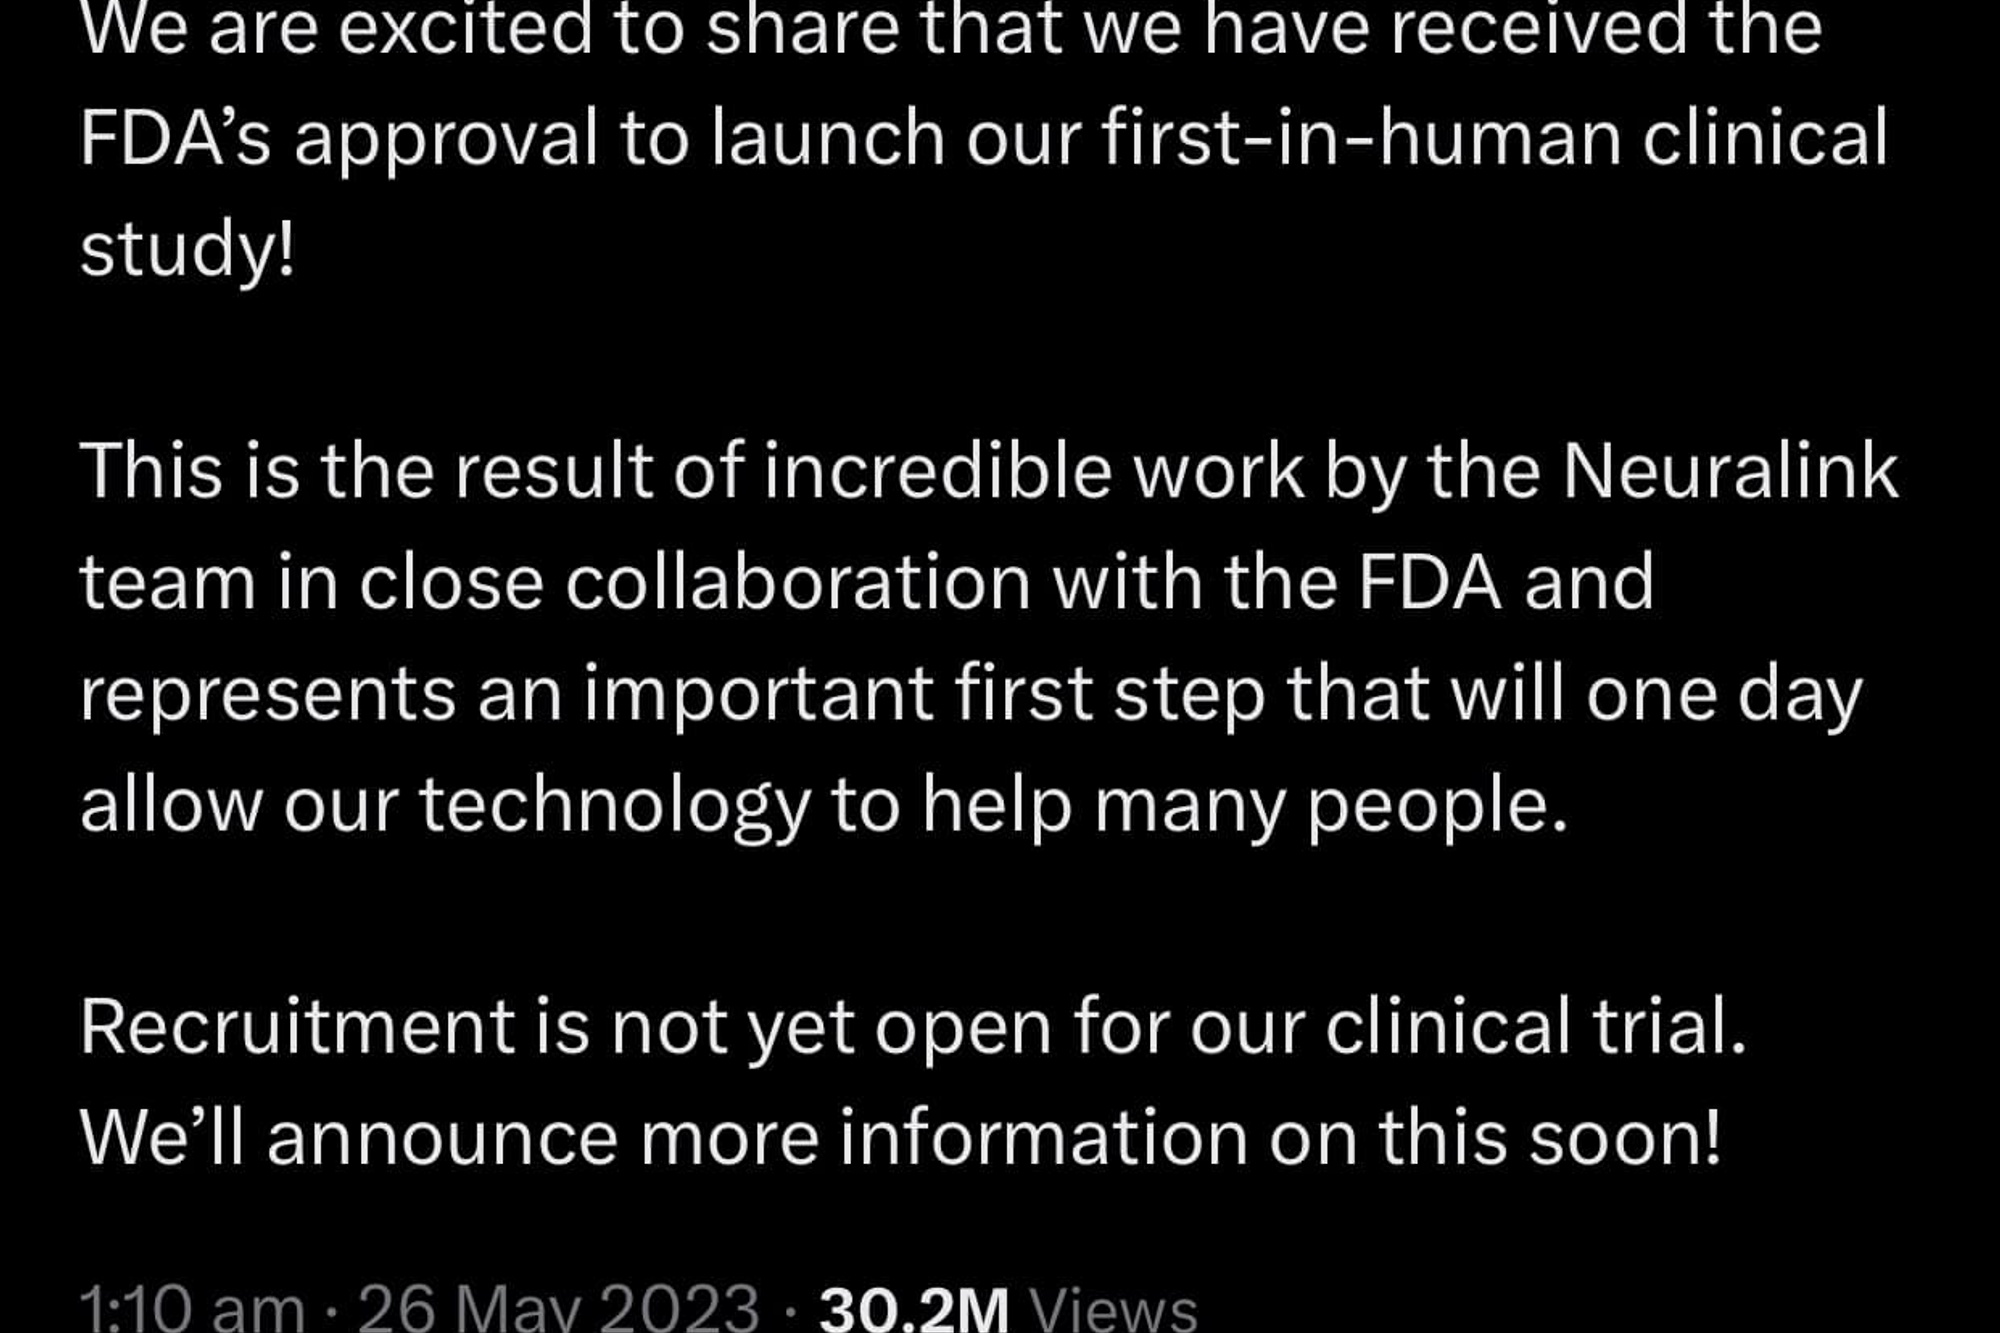 We are excited to share that we have received the
FDA’s approval to launch our first-in-human clinical
study!
This is the result of incredible work by the Neuralink
team in close collaboration with the FDA and
represents an important first step that will one day
allow our technology to help many people.
Recruitment is not yet open for our clinical trial.
We’ll announce more information on this soon!
1:10 am · 26 May 2023 · 30.2M Views